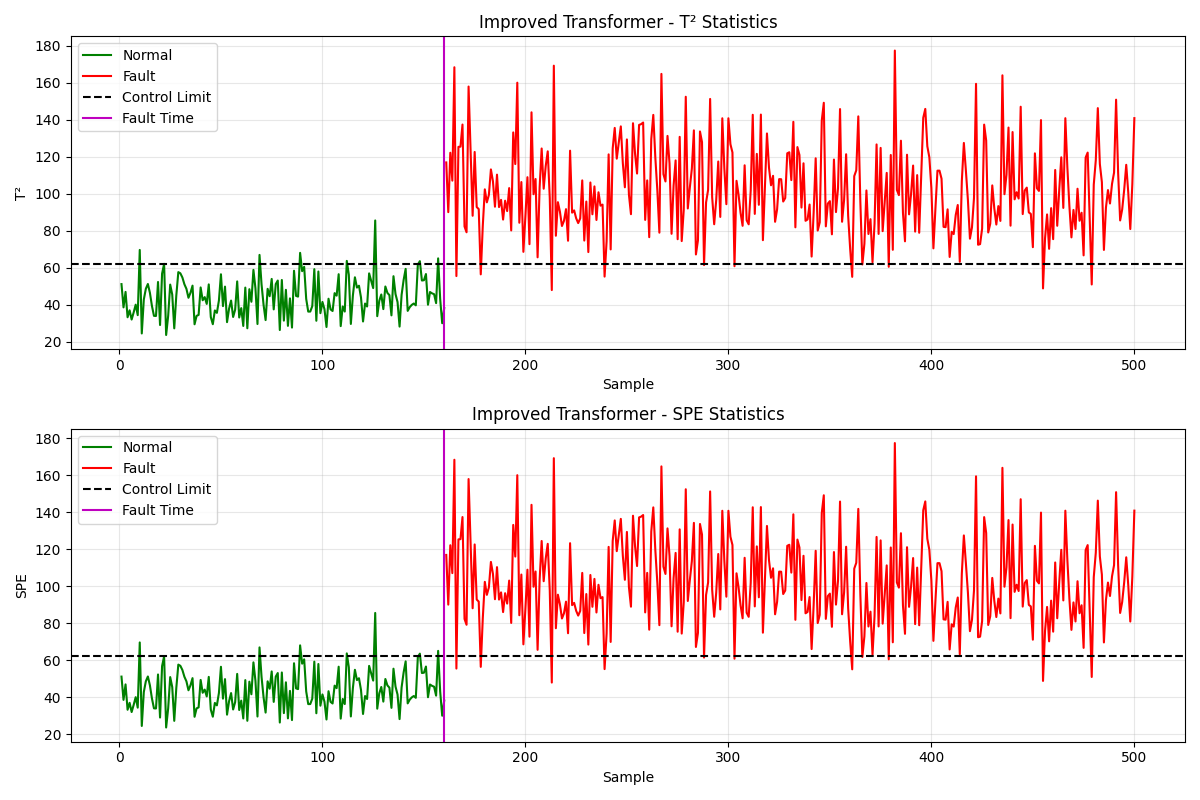 Improved Transformer - T² Statistics
180
160
140
120
100
80
60
40
20
T²
Normal
Fault
Control Limit
Fault Time
0
100
200
300
400
500
Sample
Improved Transformer - SPE Statistics
180
160
140
120
100
80
60
40
20
SPE
Normal
Fault
Control Limit
Fault Time
0
100
200
300
400
500
Sample